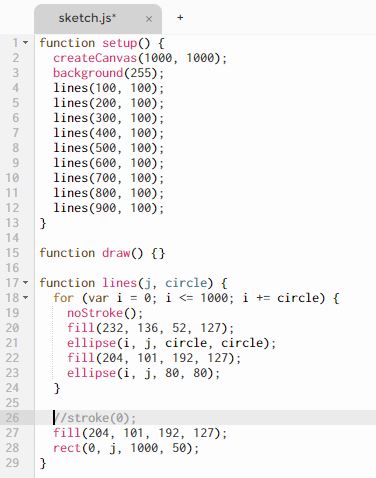 sketch.js* × +
1 function setup() {
2 createCanvas(1000, 1000);
3 background(255);
4 lines(100, 100);
5 lines(200, 100);
6 lines(300, 100);
7 lines(400, 100);
8 lines(500, 100);
9 lines(600, 100);
10 lines(700, 100);
11 lines(800, 100);
12 lines(900, 100);
13 }
14
15 function draw() {}
16
17 function lines(j, circle) {
18 for (var i = 0; i <= 1000; i += circle) {
19 noStroke();
20 fill(232, 136, 52, 127);
21 ellipse(i, j, circle, circle);
22 fill(204, 101, 192, 127);
23 ellipse(i, j, 80, 80);
24 }
25
26 //stroke(0);
27 fill(204, 101, 192, 127);
28 rect(0, j, 1000, 50);
29 }